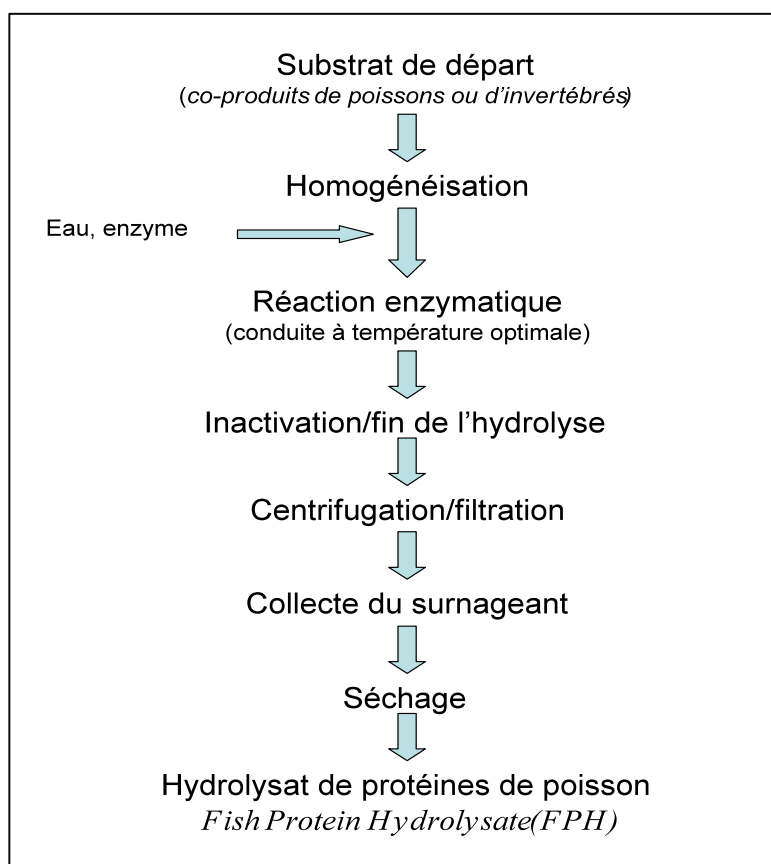 Substrat de départ
(co-produits de poissons ou d'invertébrés)
Homogénéisation
Eau, enzyme
Réaction enzymatique
(conduite à température optimale)
Inactivation/fin de l'hydrolyse
Centrifugation/filtration
Collecte du surnageant
Séchage
Hydrolysat de protéines de poisson
Fish Protein Hydrolysate(FPH)